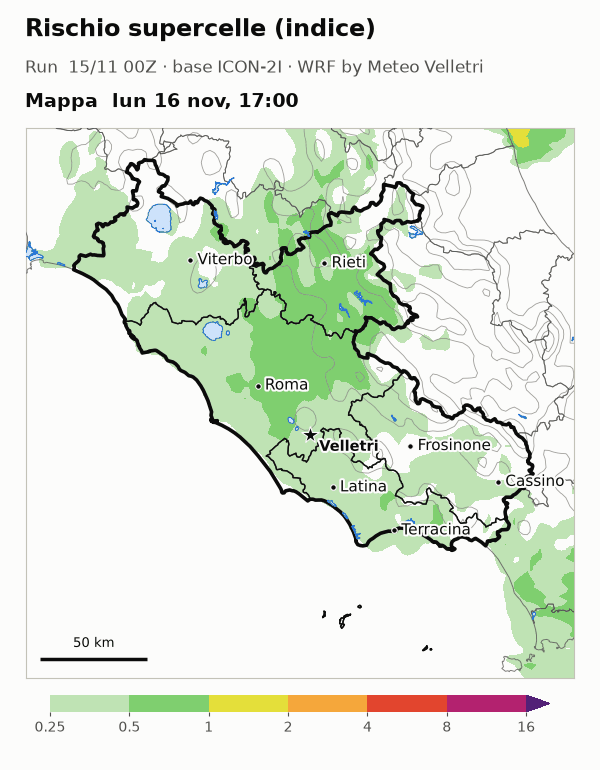 Rischio supercelle (indice)
Run  15/11 00Z · base ICON-2I · WRF by Meteo Velletri
Mappa  lun 16 nov, 17:00
Viterbo
Rieti
Roma
Velletri
Frosinone
Latina
Cassino
Terracina
50 km
0.25 0.5 1 2 4 8 16